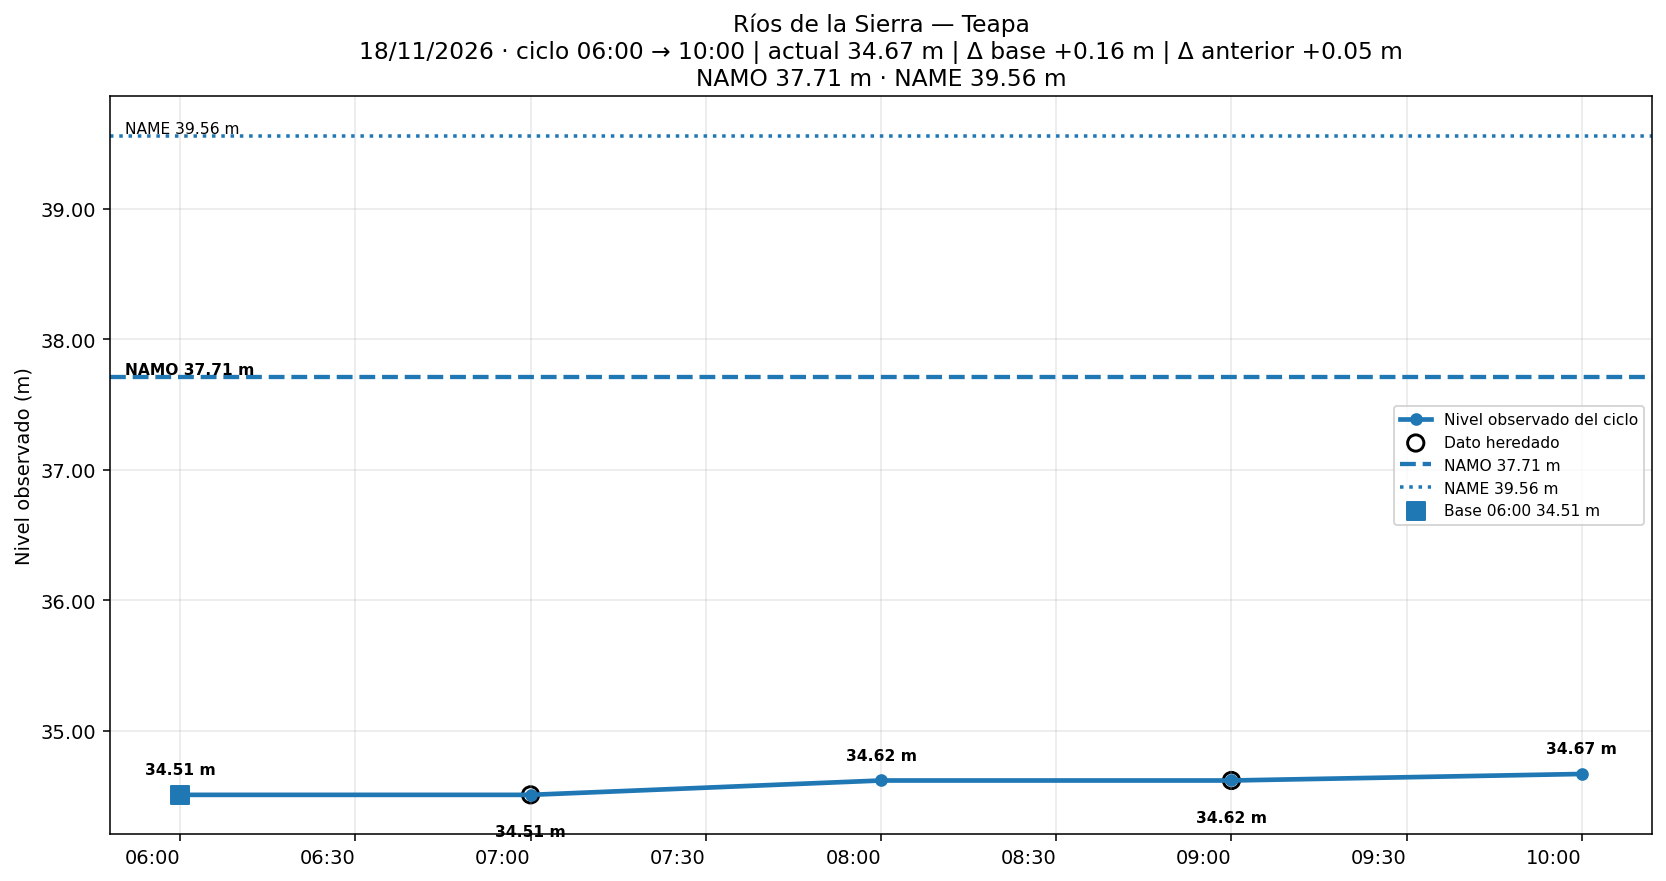 Ríos de la Sierra — Teapa
18/11/2026 · ciclo 06:00 → 10:00 | actual 34.67 m | Δ base +0.16 m | Δ anterior +0.05 m
NAMO 37.71 m · NAME 39.56 m
NAME 39.56 m
39.00
38.00
NAMO 37.71 m
Nivel observado del ciclo
Dato heredado
NAMO 37.71 m
NAME 39.56 m
Base 06:00 34.51 m
37.00
Nivel observado (m)
36.00
35.00
34.51 m
34.51 m
34.62 m
34.62 m
34.67 m
06:00
06:30
07:00
07:30
08:00
08:30
09:00
09:30
10:00